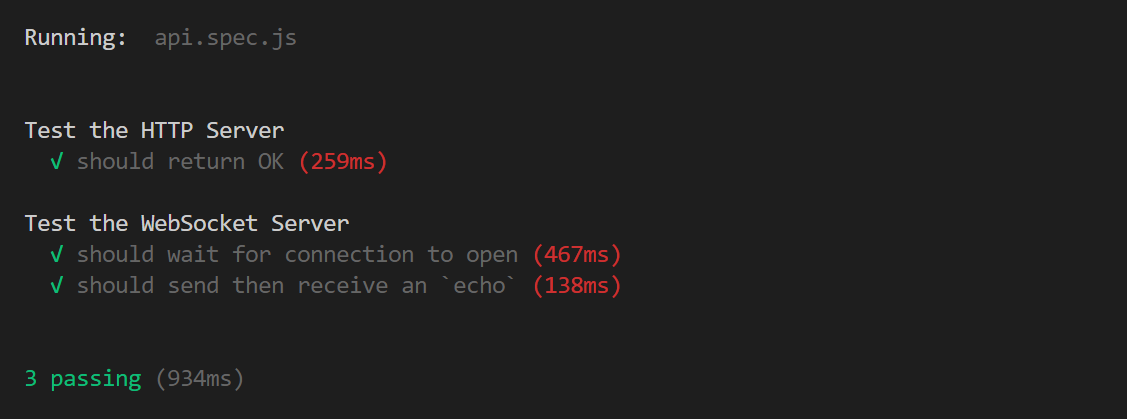 Running:  api.spec.js
Test the HTTP Server
√ should return OK (259ms)
Test the WebSocket Server
√ should wait for connection to open (467ms)
√ should send then receive an `echo` (138ms)
3 passing (934ms)